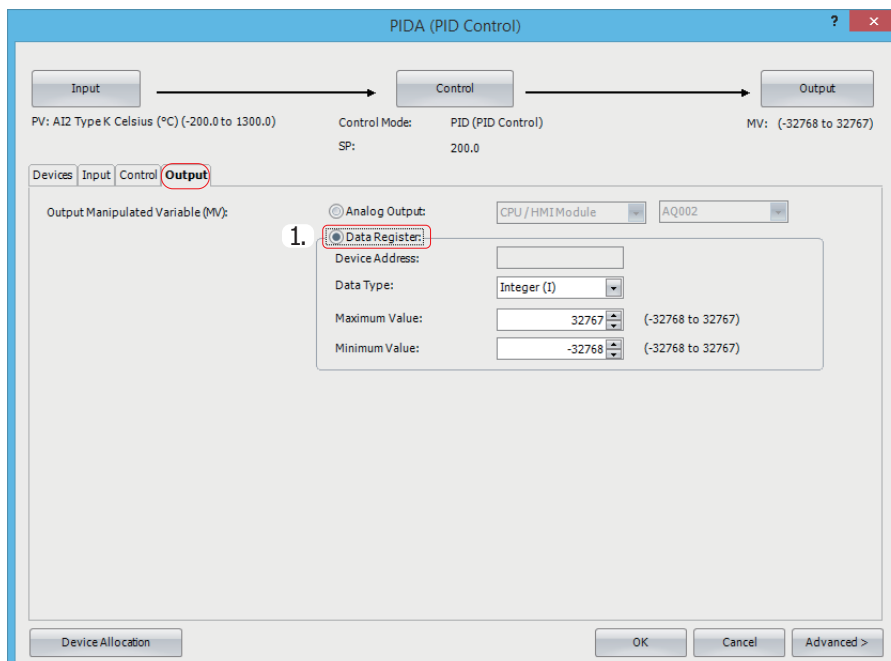 PIDA (PID Control)
? ×
Input Control Output
PV: AI2 Type K Celsius (°C) (-200.0 to 1300.0) Control Mode: PID (PID Control) MV: (-32768 to 32767)
SP: 200.0
Devices Input Control Output
Output Manipulated Variable (MV): Analog Output: CPU / HMI Module AQ002
1. Data Register:
Device Address:
Data Type: Integer (I)
Maximum Value: 32767 (-32768 to 32767)
Minimum Value: -32768 (-32768 to 32767)
Device Allocation OK Cancel Advanced >